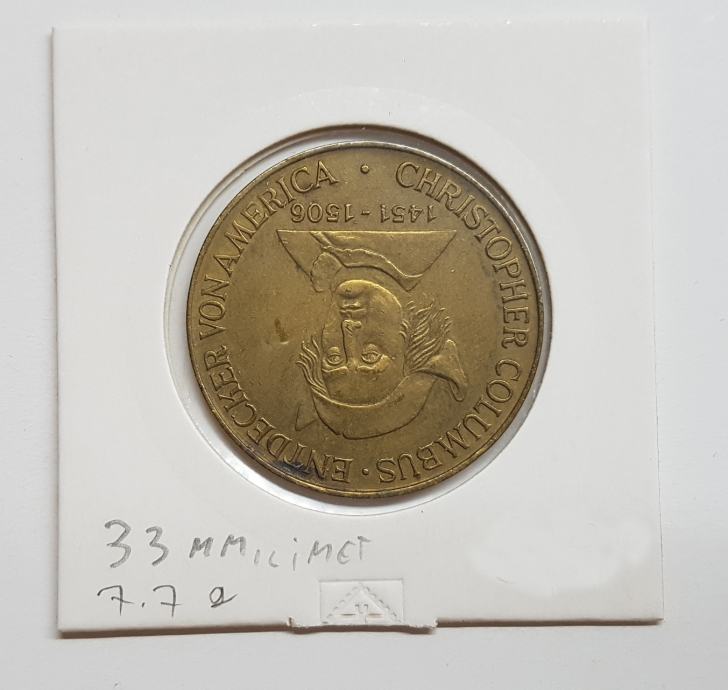 CHRISTOPHER COLUMBUS · ENTDECKER VON AMERICA ·
1451 - 1506
33 MMILIMET
7.7 g